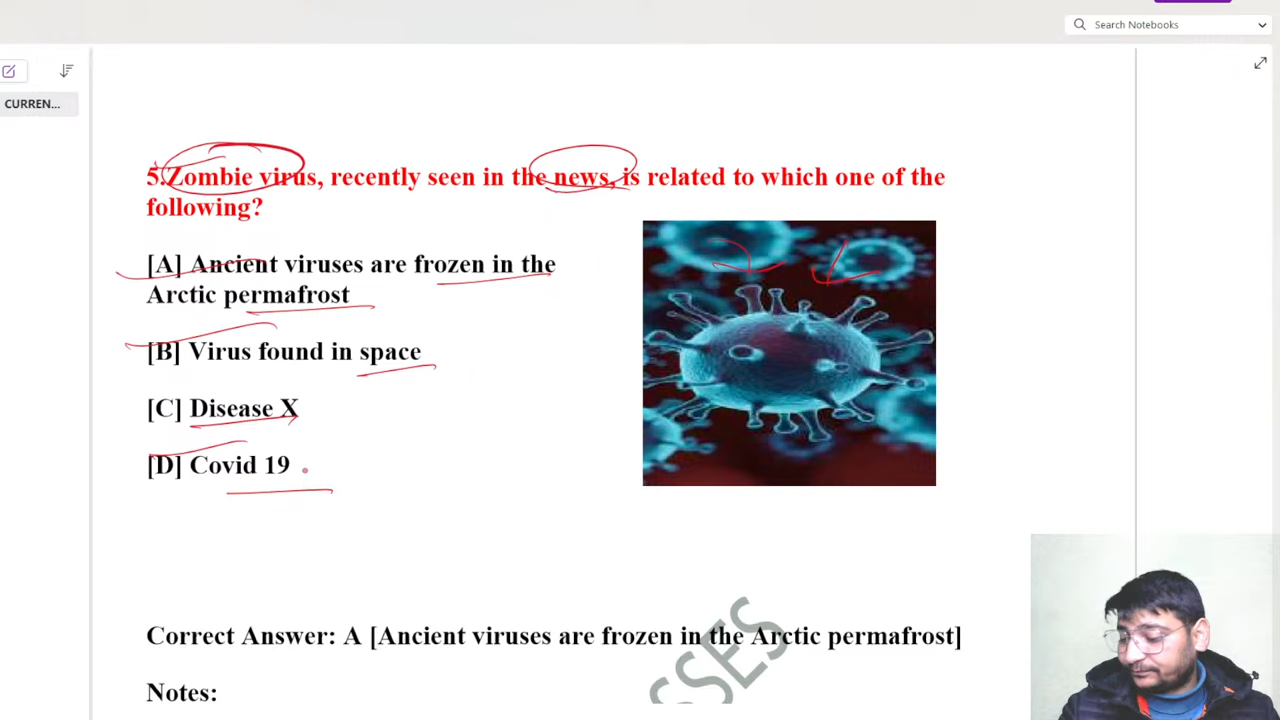 Search Notebooks
CURREN...
5.Zombie virus, recently seen in the news, is related to which one of the
following?
[A] Ancient viruses are frozen in the
Arctic permafrost
[B] Virus found in space
[C] Disease X
[D] Covid 19
Correct Answer: A [Ancient viruses are frozen in the Arctic permafrost]
Notes: